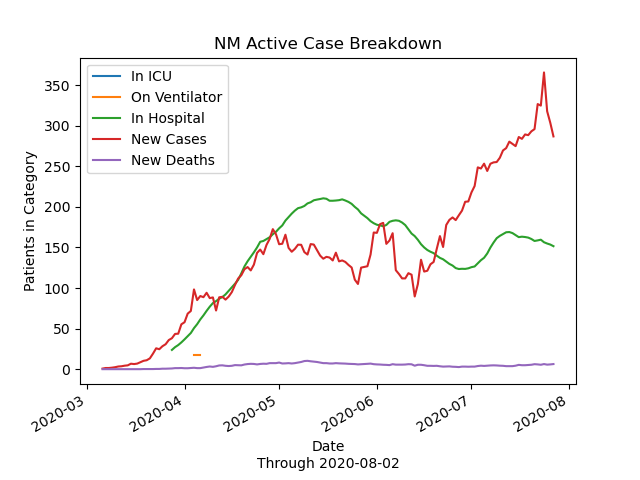 NM Active Case Breakdown
In ICU
On Ventilator
In Hospital
New Cases
New Deaths
Patients in Category
350
300
250
200
150
100
50
0
2020-03
2020-04
2020-05
2020-06
2020-07
2020-08
Date
Through 2020-08-02